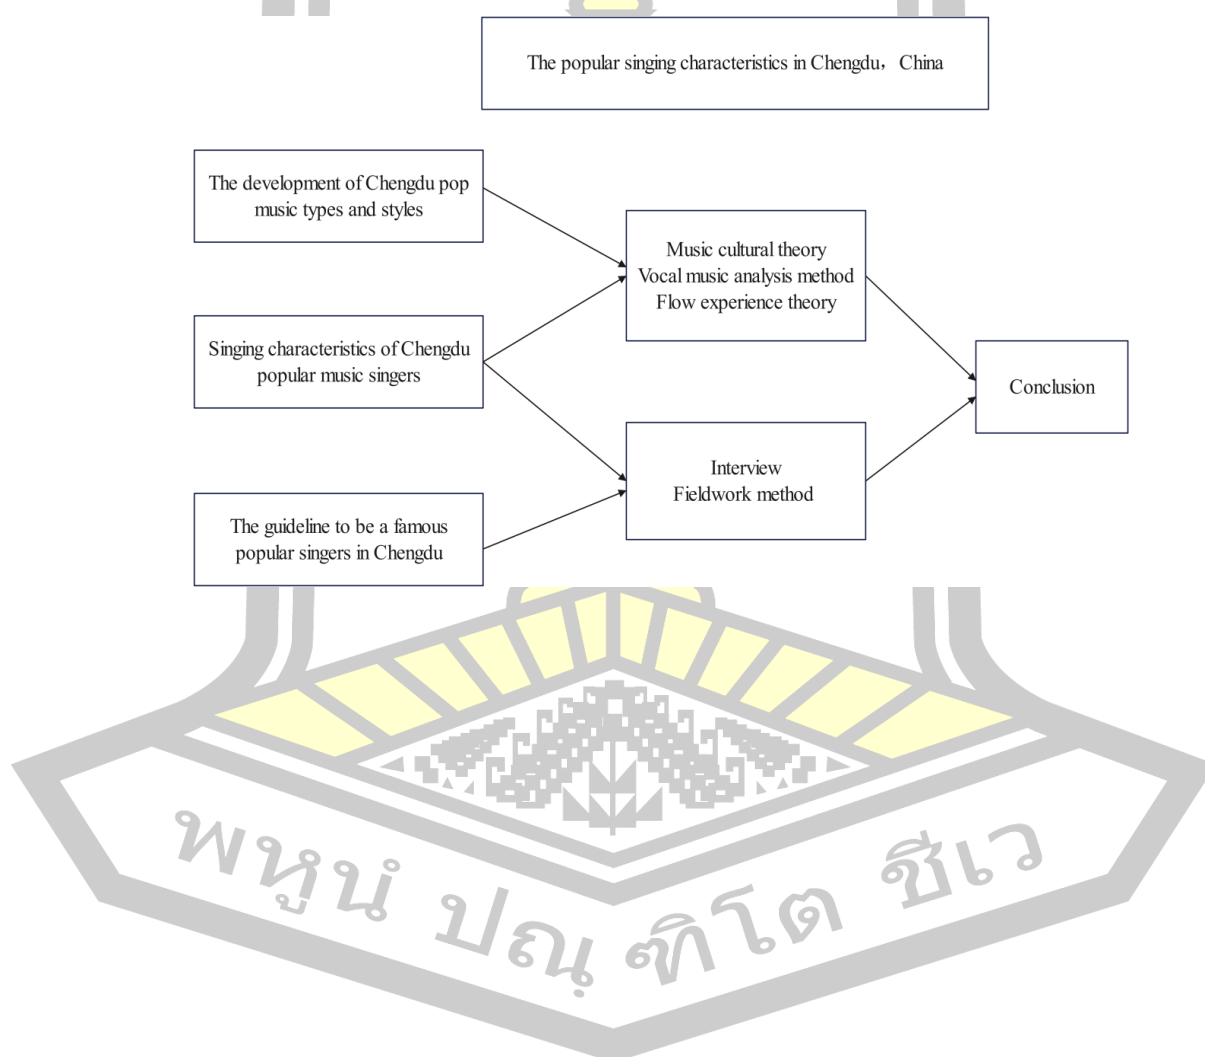 The popular singing characteristics in Chengdu, China
The development of Chengdu pop
music types and styles
Music cultural theory
Vocal music analysis method
Flow experience theory
Singing characteristics of Chengdu
popular music singers
Conclusion
Interview
Fieldwork method
The guideline to be a famous
popular singers in Chengdu
พหูนํ ปณฺฑิโต ชีเว